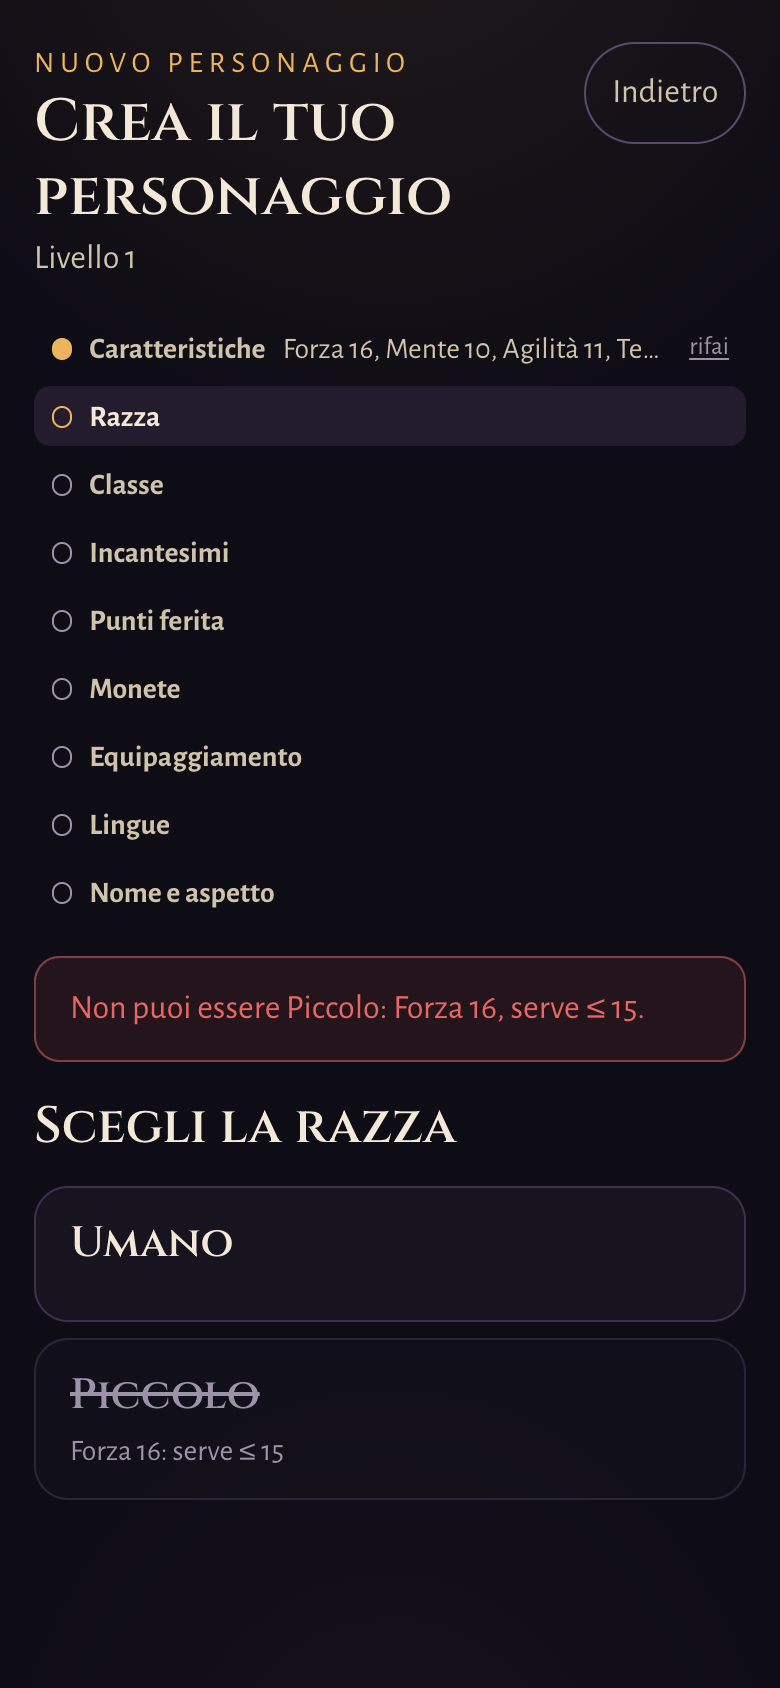 NUOVO PERSONAGGIO
Indietro
Crea il tuo
personaggio
Livello 1
Caratteristiche Forza 16, Mente 10, Agilità 11, Te... rifai
Razza
Classe
Incantesimi
Punti ferita
Monete
Equipaggiamento
Lingue
Nome e aspetto
Non puoi essere Piccolo: Forza 16, serve ≤ 15.
Scegli la razza
Umano
Piccolo
Forza 16: serve ≤ 15